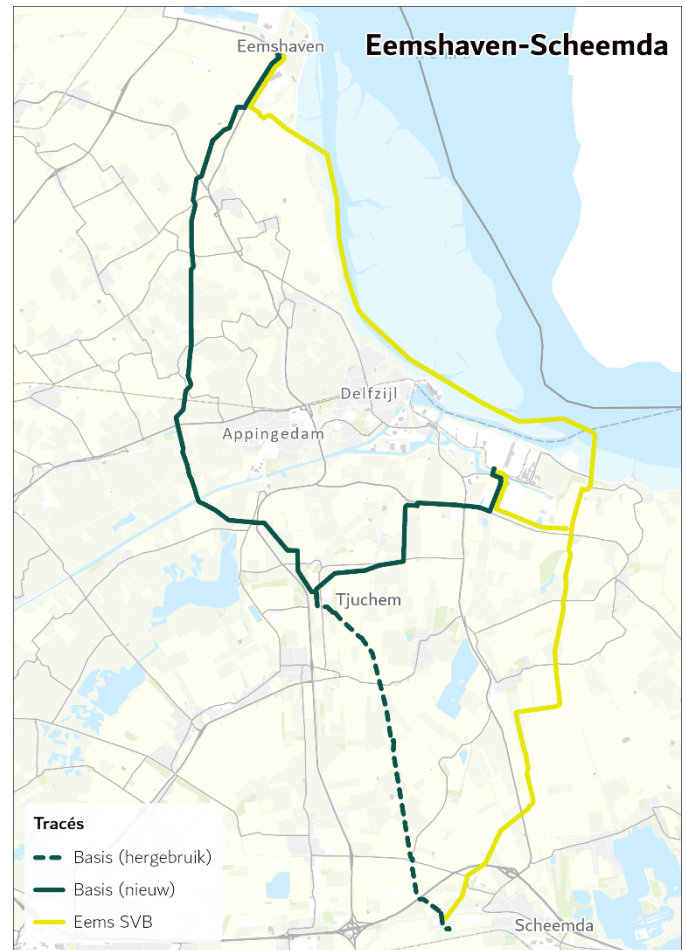 Eemshaven-Scheemda
Eemshaven
Delfzijl
Appingedam
Tjuchem
Scheemda
Tracés
Basis (hergebruik)
Basis (nieuw)
Eems SVB